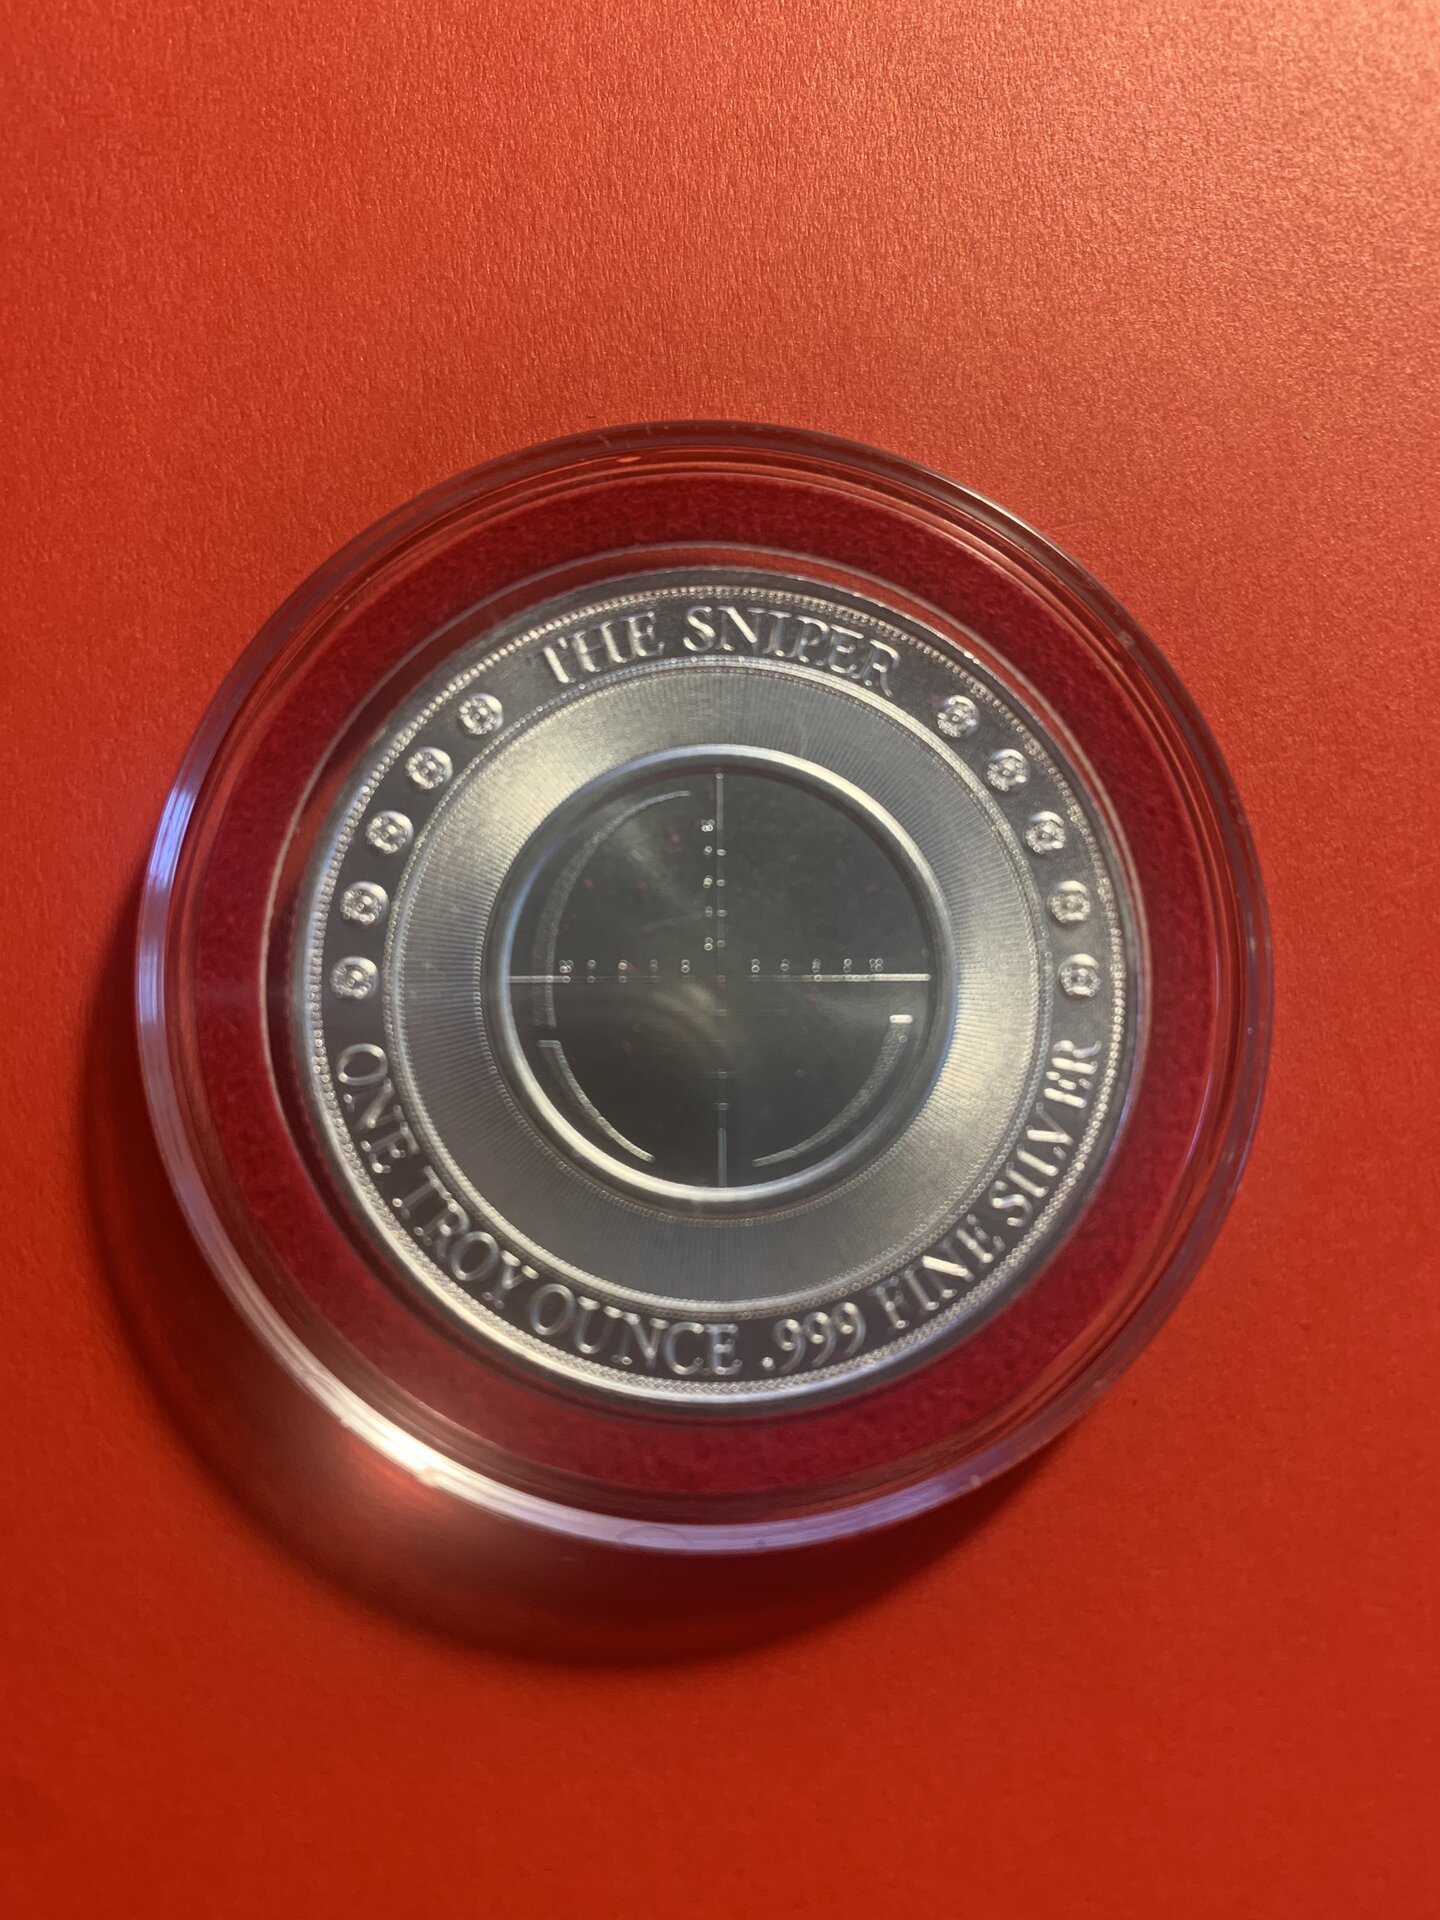 THE SNIPER
ONE TROY OUNCE .999 FINE SILVER